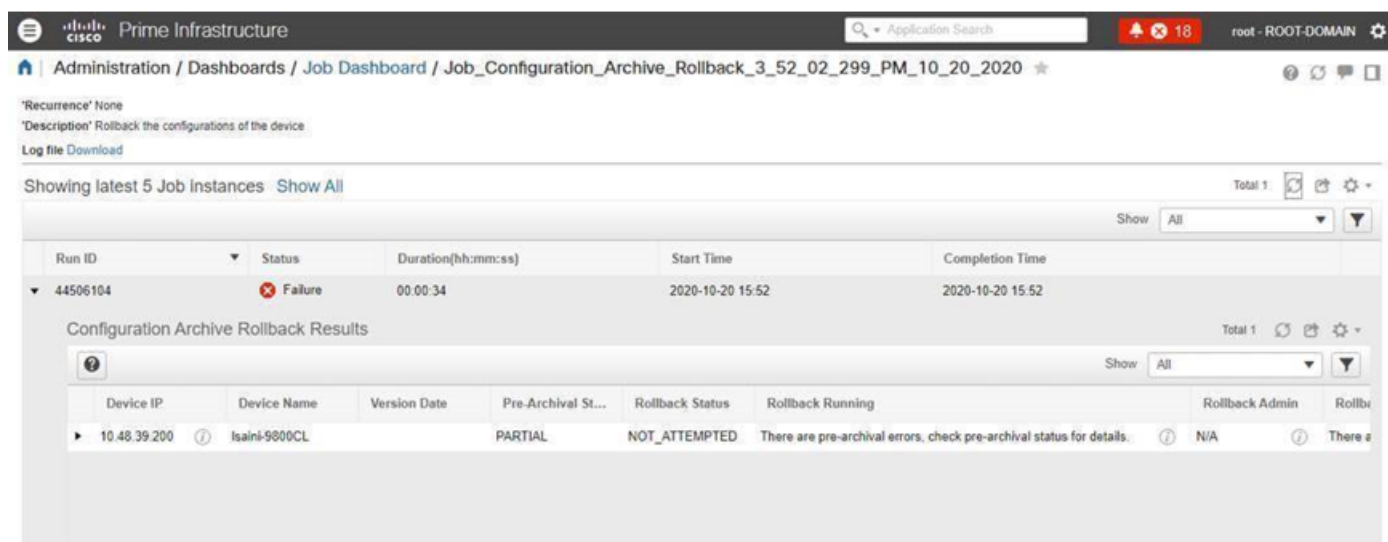 cisco Prime Infrastructure Application Search 18 root - ROOT-DOMAIN
Administration / Dashboards / Job Dashboard / Job_Configuration_Archive_Rollback_3_52_02_299_PM_10_20_2020
'Recurrence' None
'Description' Rollback the configurations of the device
Log file Download
Showing latest 5 Job instances Show All Total 1
Show All
Run ID Status Duration(hh:mm:ss) Start Time Completion Time
44506104 Failure 00:00:34 2020-10-20 15:52 2020-10-20 15:52
Configuration Archive Rollback Results Total 1
Show All
Device IP Device Name Version Date Pre-Archival St... Rollback Status Rollback Running Rollback Admin Rollba
10.48.39.200 lsaini-9800CL PARTIAL NOT_ATTEMPTED There are pre-archival errors, check pre-archival status for details. N/A There a